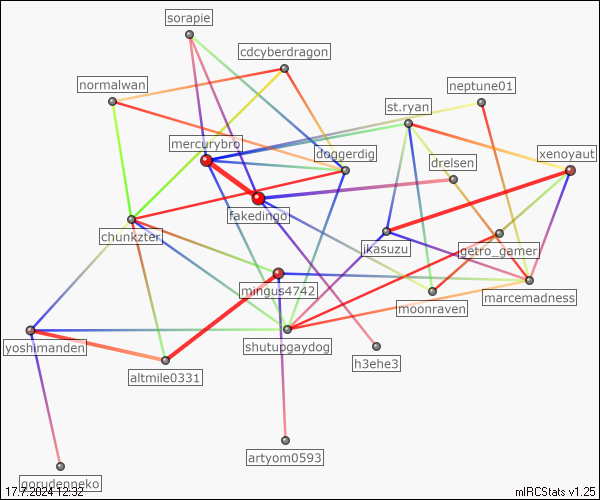 sorapie
cdcyberdragon
normalwan
neptune01
st.ryan
mercurybro
doggerdig
xenoyaut
drelsen
fakedingo
chunkzter
ikasuzu
getro_gamer
mingus4742
marcemadness
moonraven
yoshimanden
shutupgaydog
h3ehe3
altmile0331
artyom0593
gorudenneko
17.7.2024 12:32
mIRCStats v1.25